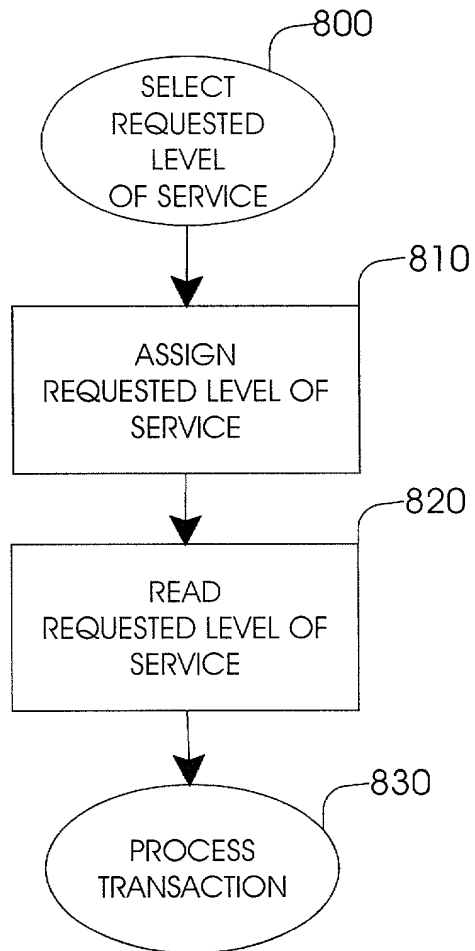 800
SELECT
REQUESTED
LEVEL
OF SERVICE
810
ASSIGN
REQUESTED LEVEL OF
SERVICE
820
READ
REQUESTED LEVEL OF
SERVICE
830
PROCESS
TRANSACTION